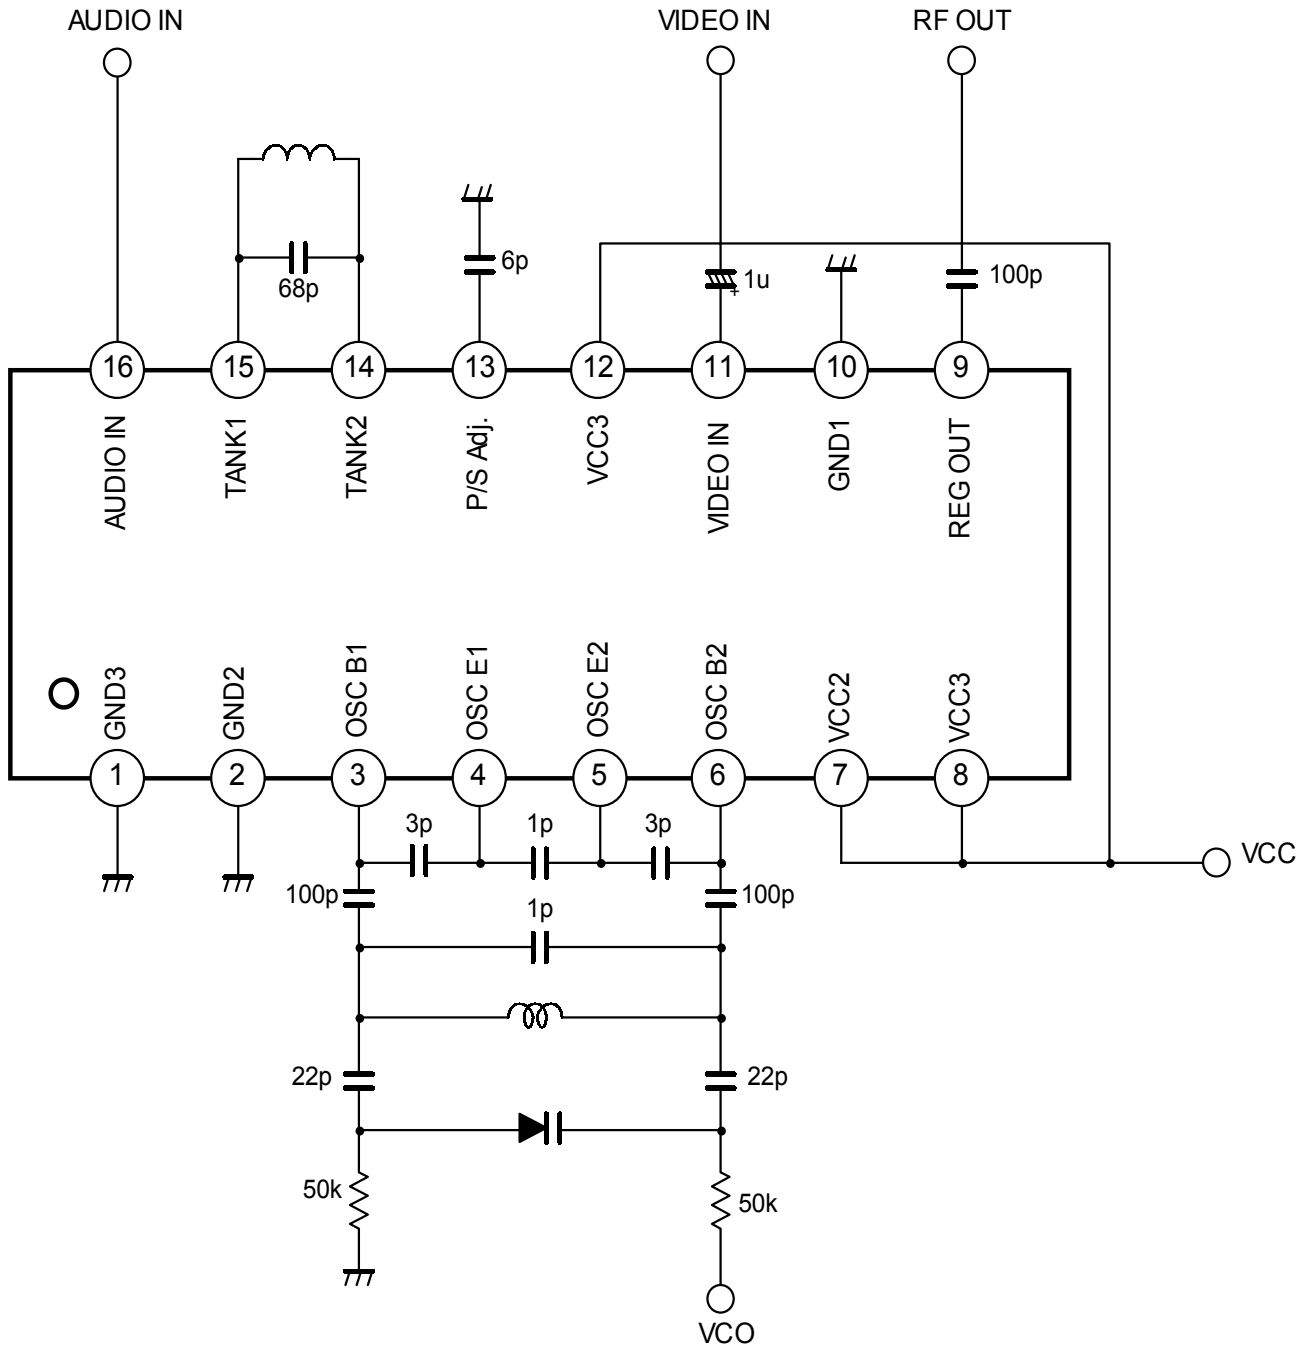 AUDIO IN
VIDEO IN
RF OUT
68p
6p
1u
+
100p
16
15
14
13
12
11
10
9
AUDIO IN
TANK1
TANK2
P/S Adj.
VCC3
VIDEO IN
GND1
REG OUT
GND3
GND2
OSC B1
OSC E1
OSC E2
OSC B2
VCC2
VCC3
1
2
3
4
5
6
7
8
3p
1p
3p
VCC
100p
1p
100p
22p
22p
50k
50k
VCO